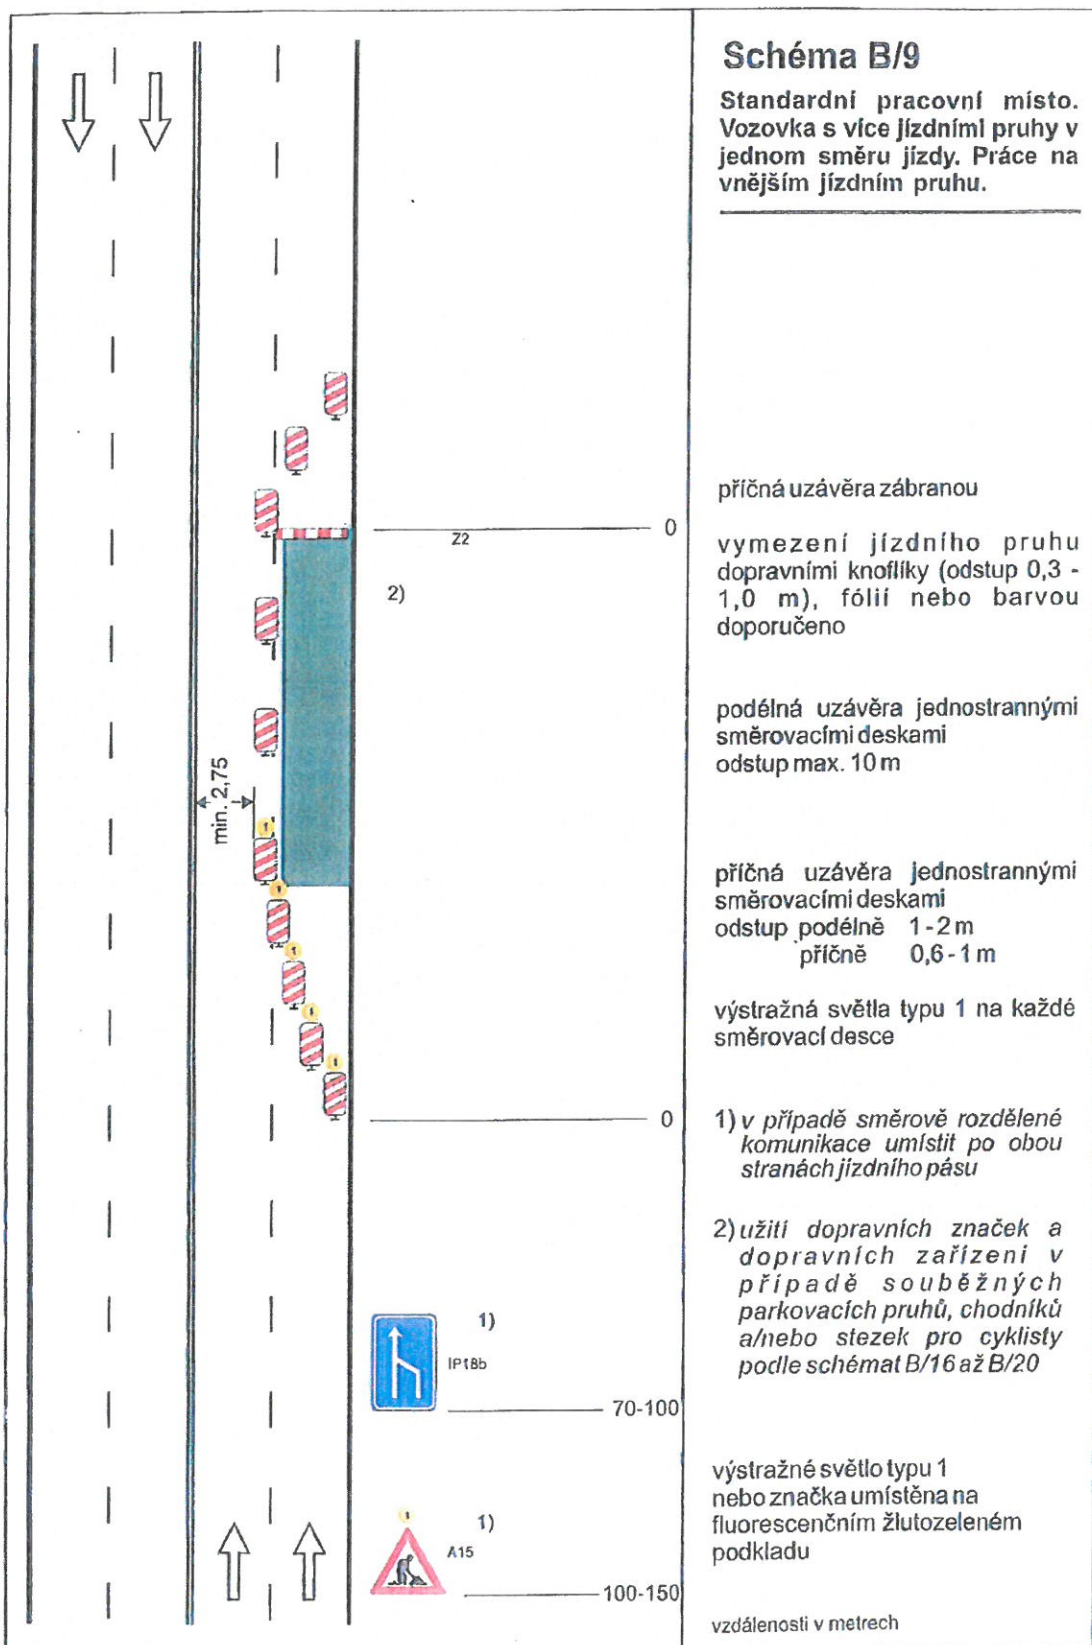 Schéma B/9
Standardní pracovní místo.
Vozovka s více jízdními pruhy v
jednom směru jízdy. Práce na
vnějším jízdním pruhu.
příčná uzávěra zábranou
0
Z2
vymezení jízdního pruhu
dopravními knoflíky (odstup 0,3 -
1,0 m), fólií nebo barvou
doporučeno
2)
podélná uzávěra jednostrannými
směrovacími deskami
odstup max. 10 m
min. 2,75
1
1
1
1
1
příčná uzávěra jednostrannými
směrovacími deskami
odstup podélně 1-2 m
příčně 0,6-1 m
výstražná světla typu 1 na každé
směrovací desce
0
1) v případě směrově rozdělené
komunikace umístit po obou
stranách jízdního pásu
2) užití dopravních značek a
dopravních zařízení v
případě souběžných
parkovacích pruhů, chodníků
a/nebo stezek pro cyklisty
podle schémat B/16 až B/20
1)
IP18b
70-100
výstražné světlo typu 1
nebo značka umístěna na
fluorescenčním žlutozeleném
podkladu
1
1)
A15
100-150
vzdálenosti v metrech